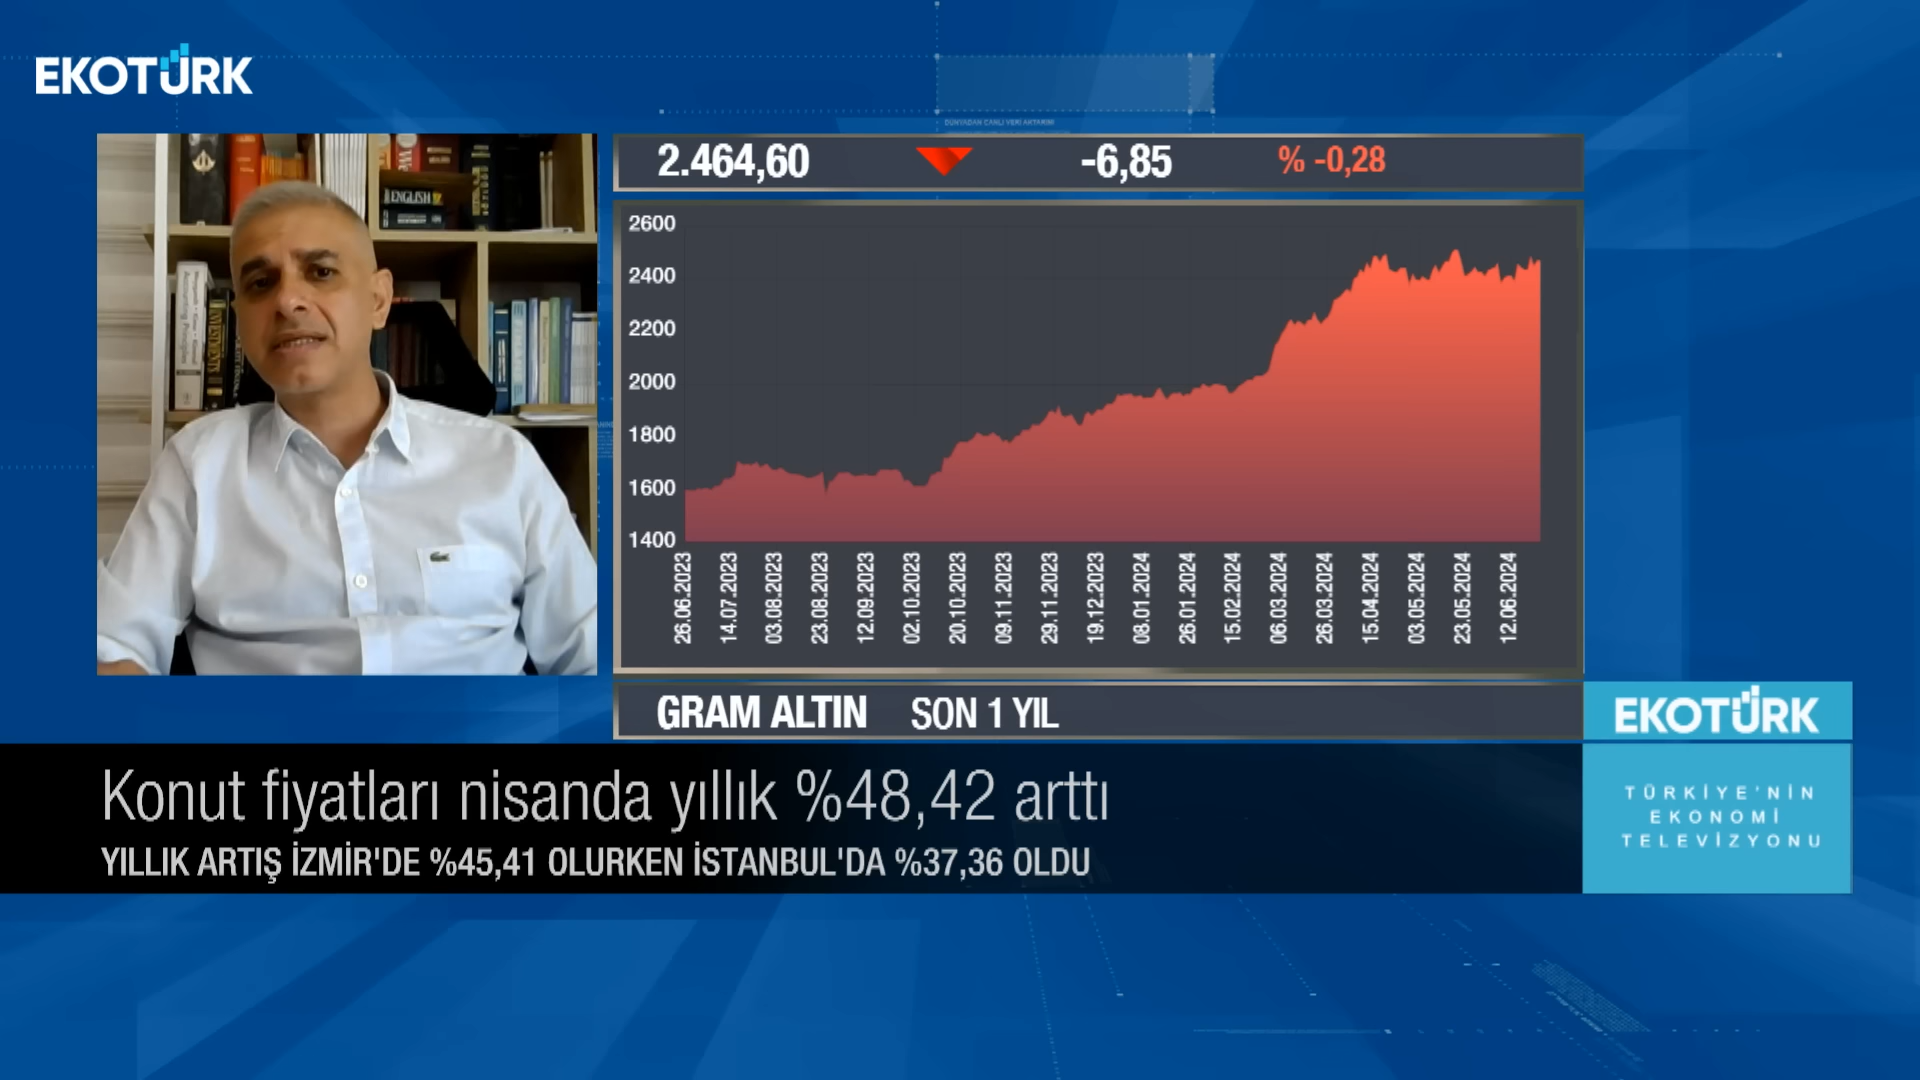 EKOTÜRK
DÜNYADAN CANLI VERİ AKTARIMI
ENGLISH
2.464,60 -6,85 % -0,28
2600
2400
2200
2000
1800
1600
1400
26.06.2023 14.07.2023 03.08.2023 23.08.2023 12.09.2023 02.10.2023 20.10.2023 09.11.2023 29.11.2023 19.12.2023 08.01.2024 26.01.2024 15.02.2024 06.03.2024 26.03.2024 15.04.2024 03.05.2024 23.05.2024 12.06.2024
GRAM ALTIN SON 1 YIL
EKOTÜRK
Konut fiyatları nisanda yıllık %48,42 arttı
YILLIK ARTIŞ İZMİR'DE %45,41 OLURKEN İSTANBUL'DA %37,36 OLDU
TÜRKİYE'NİN
EKONOMİ
TELEVİZYONU